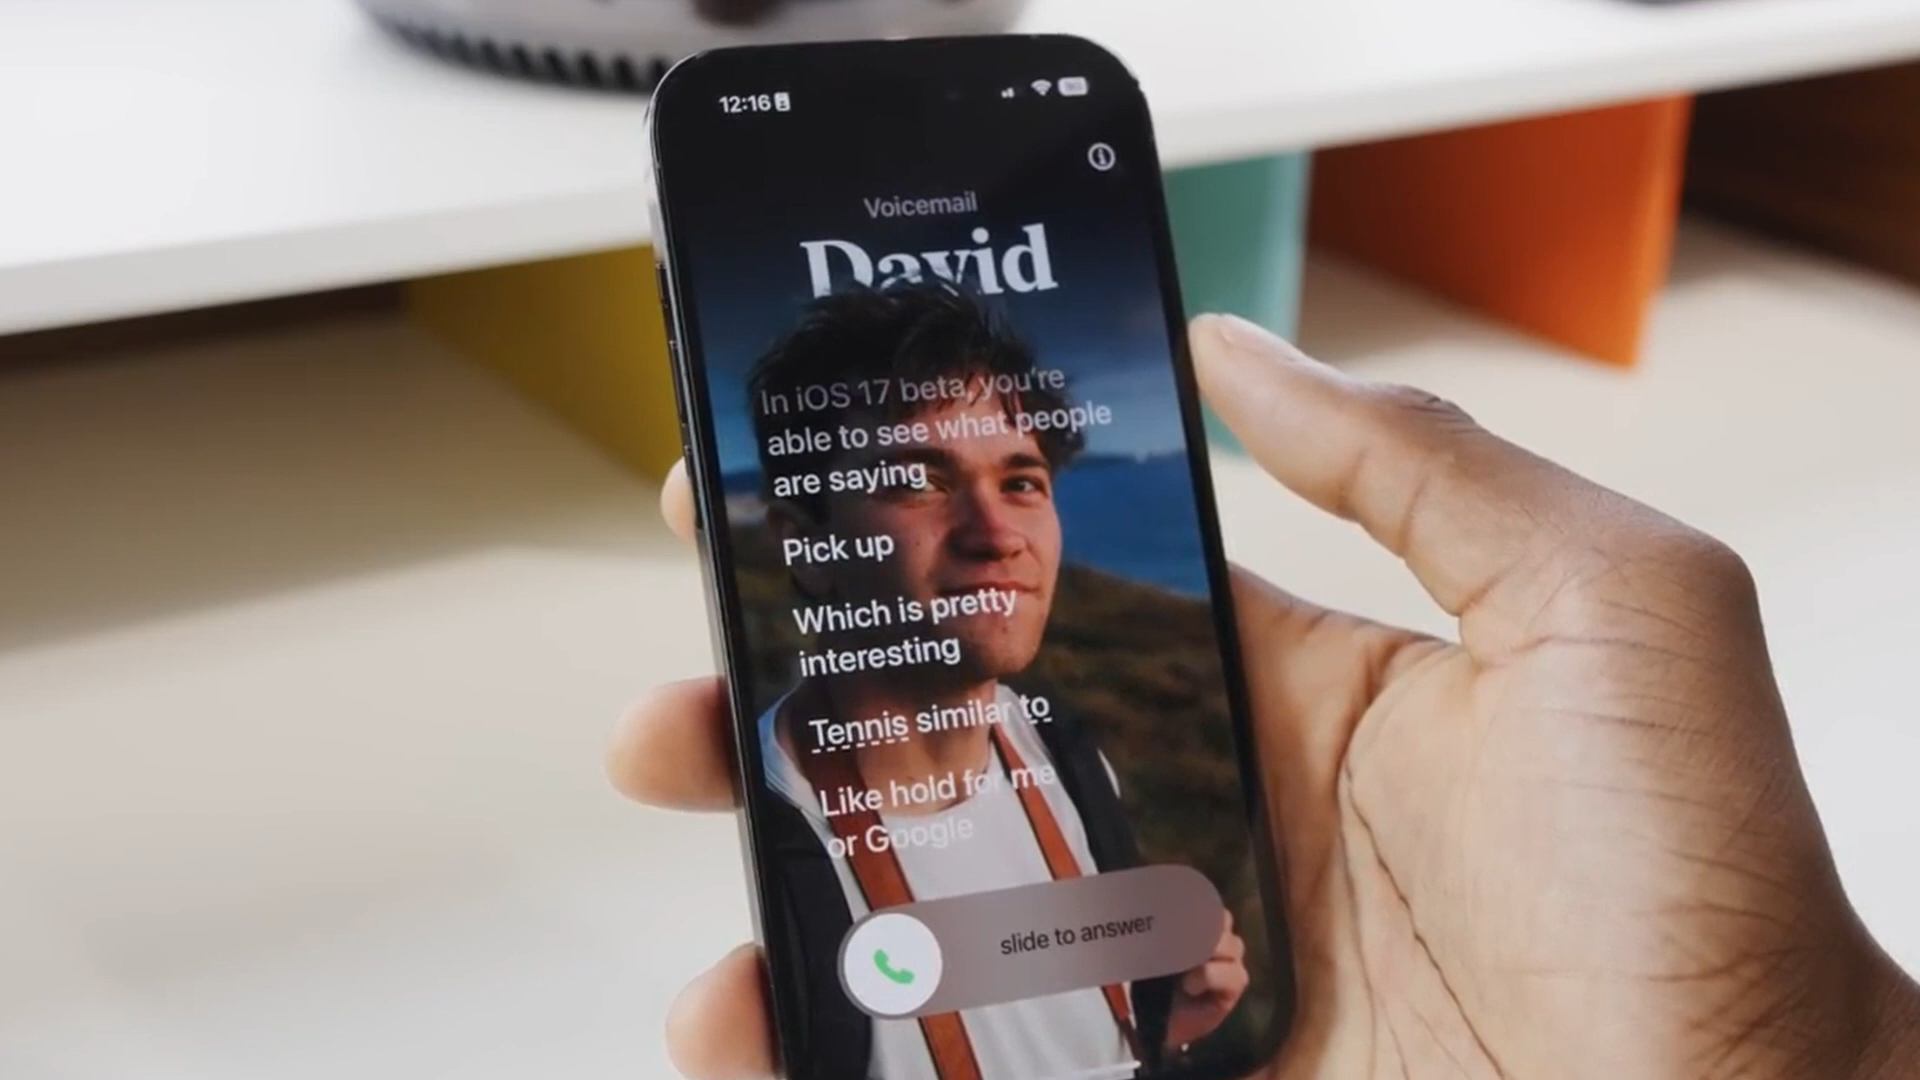 12:16
Voicemail
David
In iOS 17 beta, you're
able to see what people
are saying
Pick up
Which is pretty
interesting
Tennis similar to
Like hold for me
or Google
slide to answer